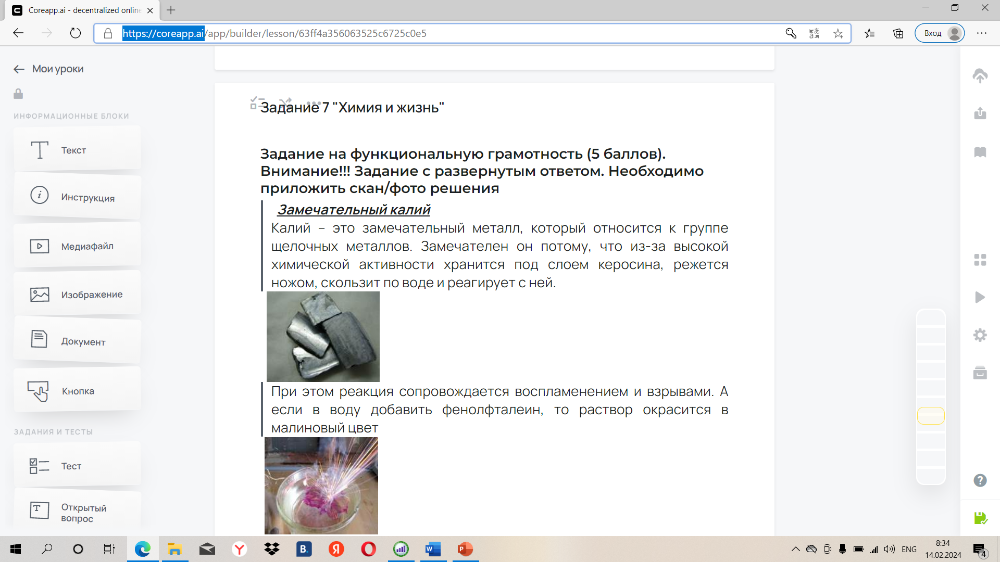 Coreapp.ai - decentralized online
https://coreapp.ai/app/builder/lesson/63ff4a356063525c6725c0e5
Вход
Мои уроки
ИНФОРМАЦИОННЫЕ БЛОКИ
Текст
Инструкция
Медиафайл
Изображение
Документ
Кнопка
ЗАДАНИЯ И ТЕСТЫ
Тест
Открытый
вопрос
Задание 7 "Химия и жизнь"
Задание на функциональную грамотность (5 баллов).
Внимание!!! Задание с развернутым ответом. Необходимо
приложить скан/фото решения
Замечательный калий
Калий – это замечательный металл, который относится к группе
щелочных металлов. Замечателен он потому, что из-за высокой
химической активности хранится под слоем керосина, режется
ножом, скользит по воде и реагирует с ней.
При этом реакция сопровождается воспламенением и взрывами. А
если в воду добавить фенолфталеин, то раствор окрасится в
малиновый цвет
ENG
8:34
14.02.2024
4